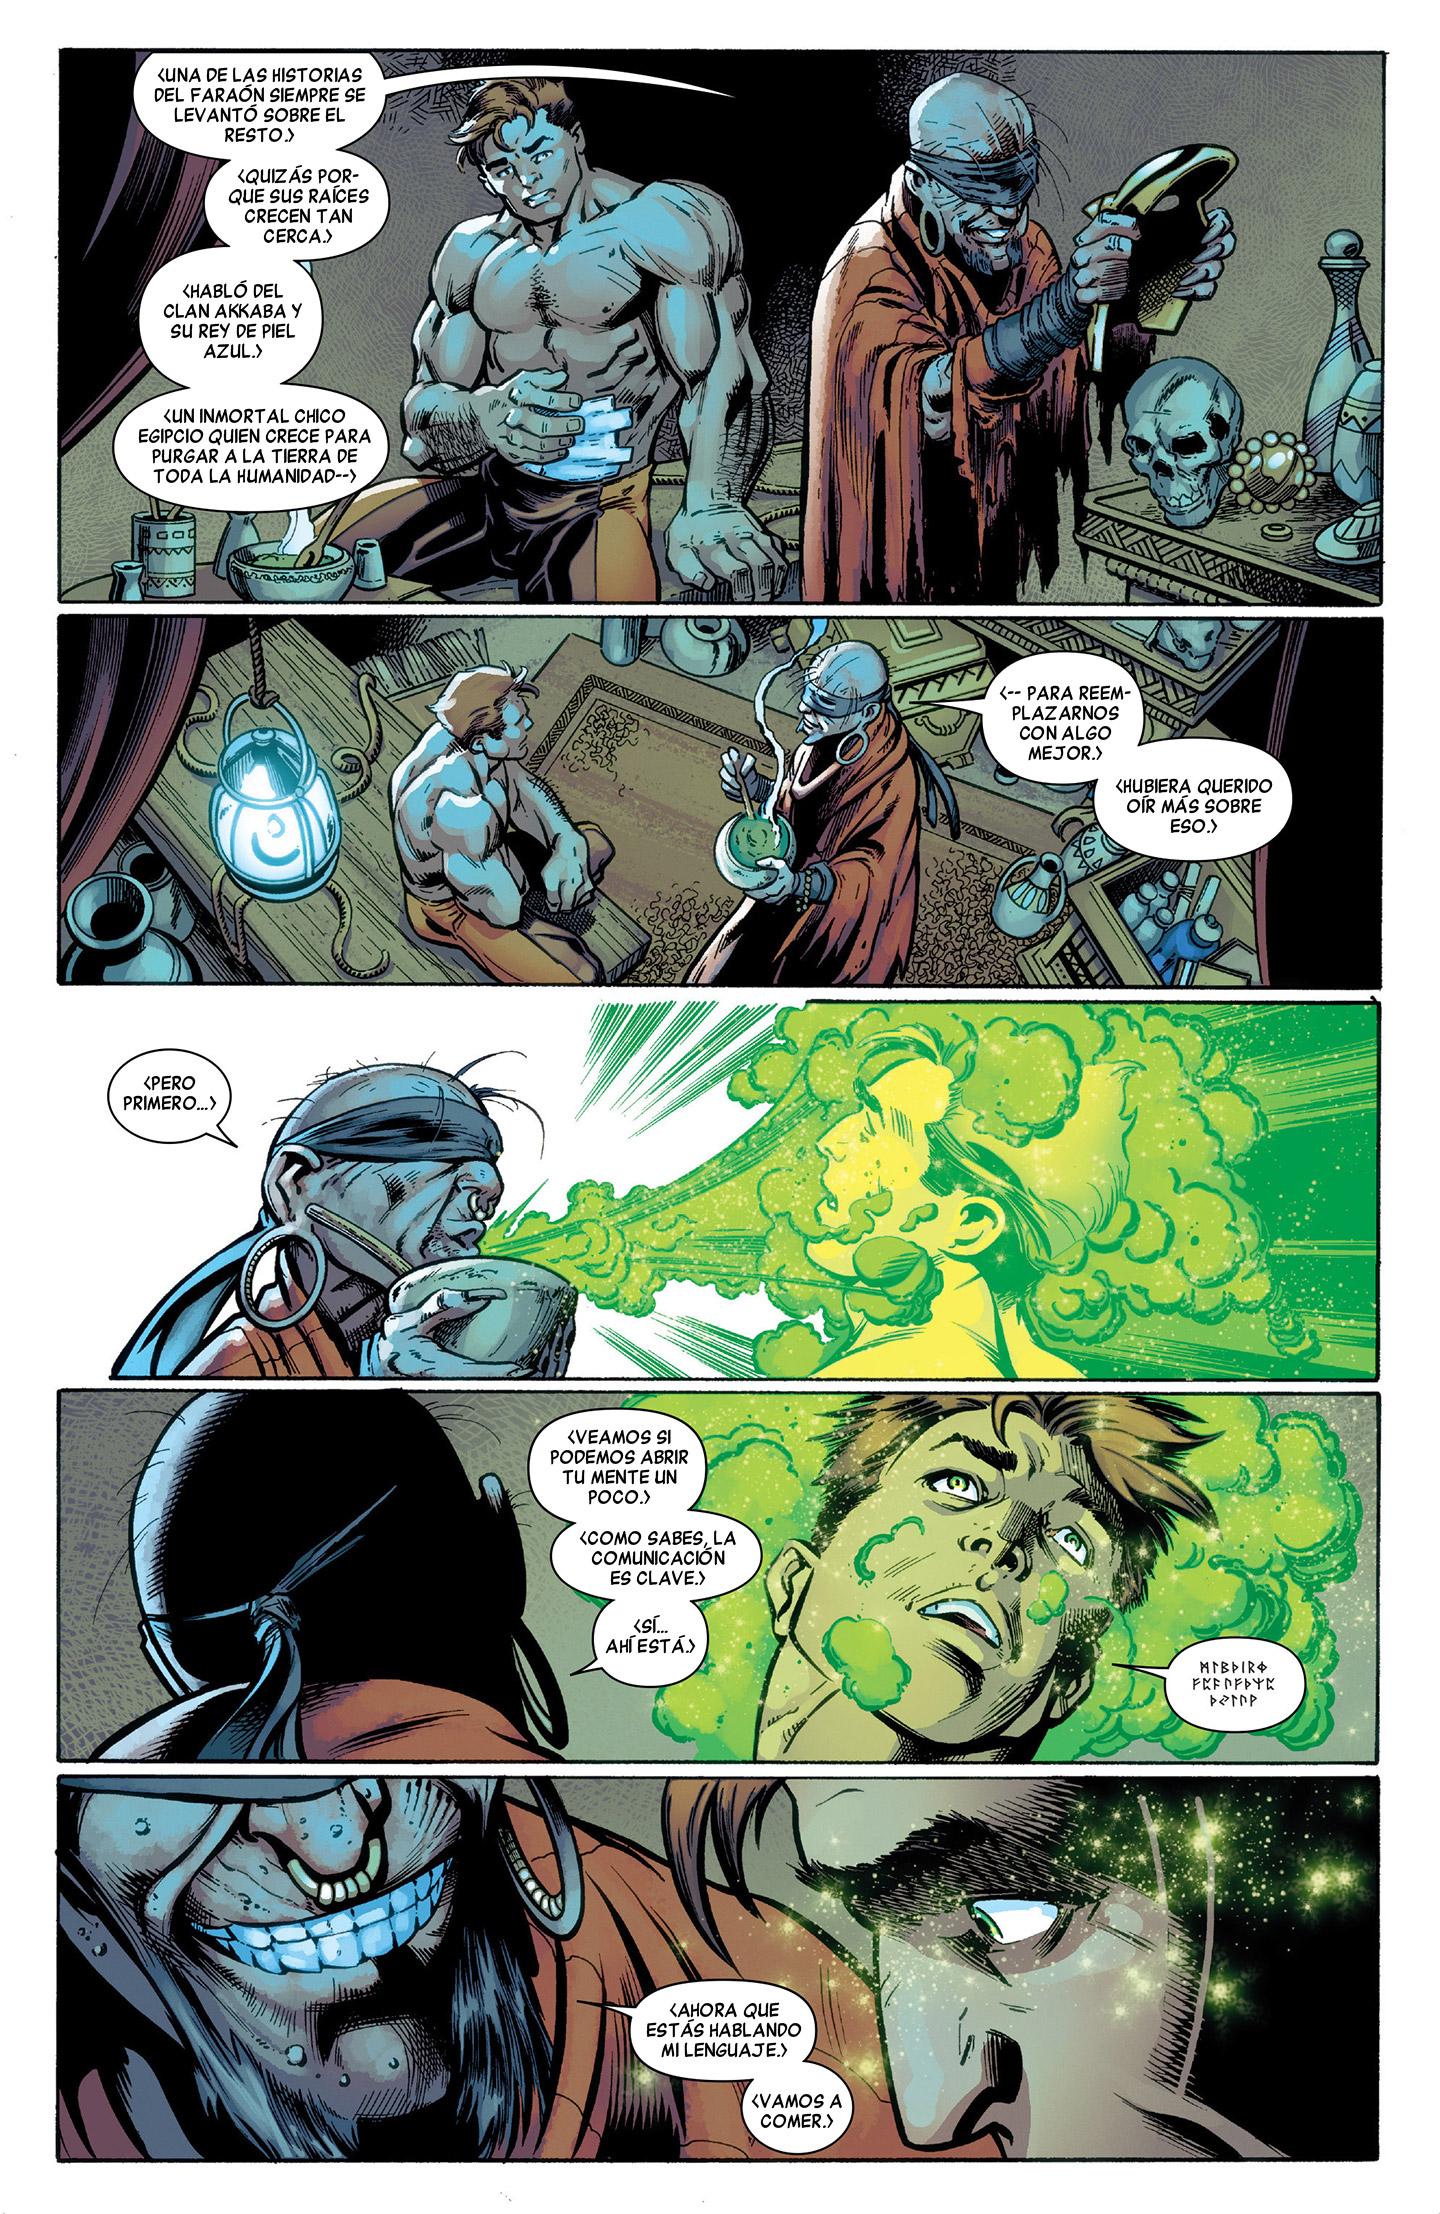 <UNA DE LAS HISTORIAS
DEL FARAÓN SIEMPRE SE
LEVANTÓ SOBRE EL
RESTO.>
<QUIZÁS POR-
QUE SUS RAÍCES
CRECEN TAN
CERCA.>
<HABLÓ DEL
CLAN AKKABA Y
SU REY DE PIEL
AZUL.>
<UN INMORTAL CHICO
EGIPCIO QUIEN CRECE PARA
PURGAR A LA TIERRA DE
TODA LA HUMANIDAD-->
<-- PARA REEM-
PLAZARNOS
CON ALGO
MEJOR.>
<HUBIERA QUERIDO
OÍR MÁS SOBRE
ESO.>
<PERO
PRIMERO...>
<VEAMOS SI
PODEMOS ABRIR
TU MENTE UN
POCO.>
<COMO SABES, LA
COMUNICACIÓN
ES CLAVE.>
<SÍ...
AHÍ ESTÁ.>
<AHORA QUE
ESTÁS HABLANDO
MI LENGUAJE.>
<VAMOS A
COMER.>